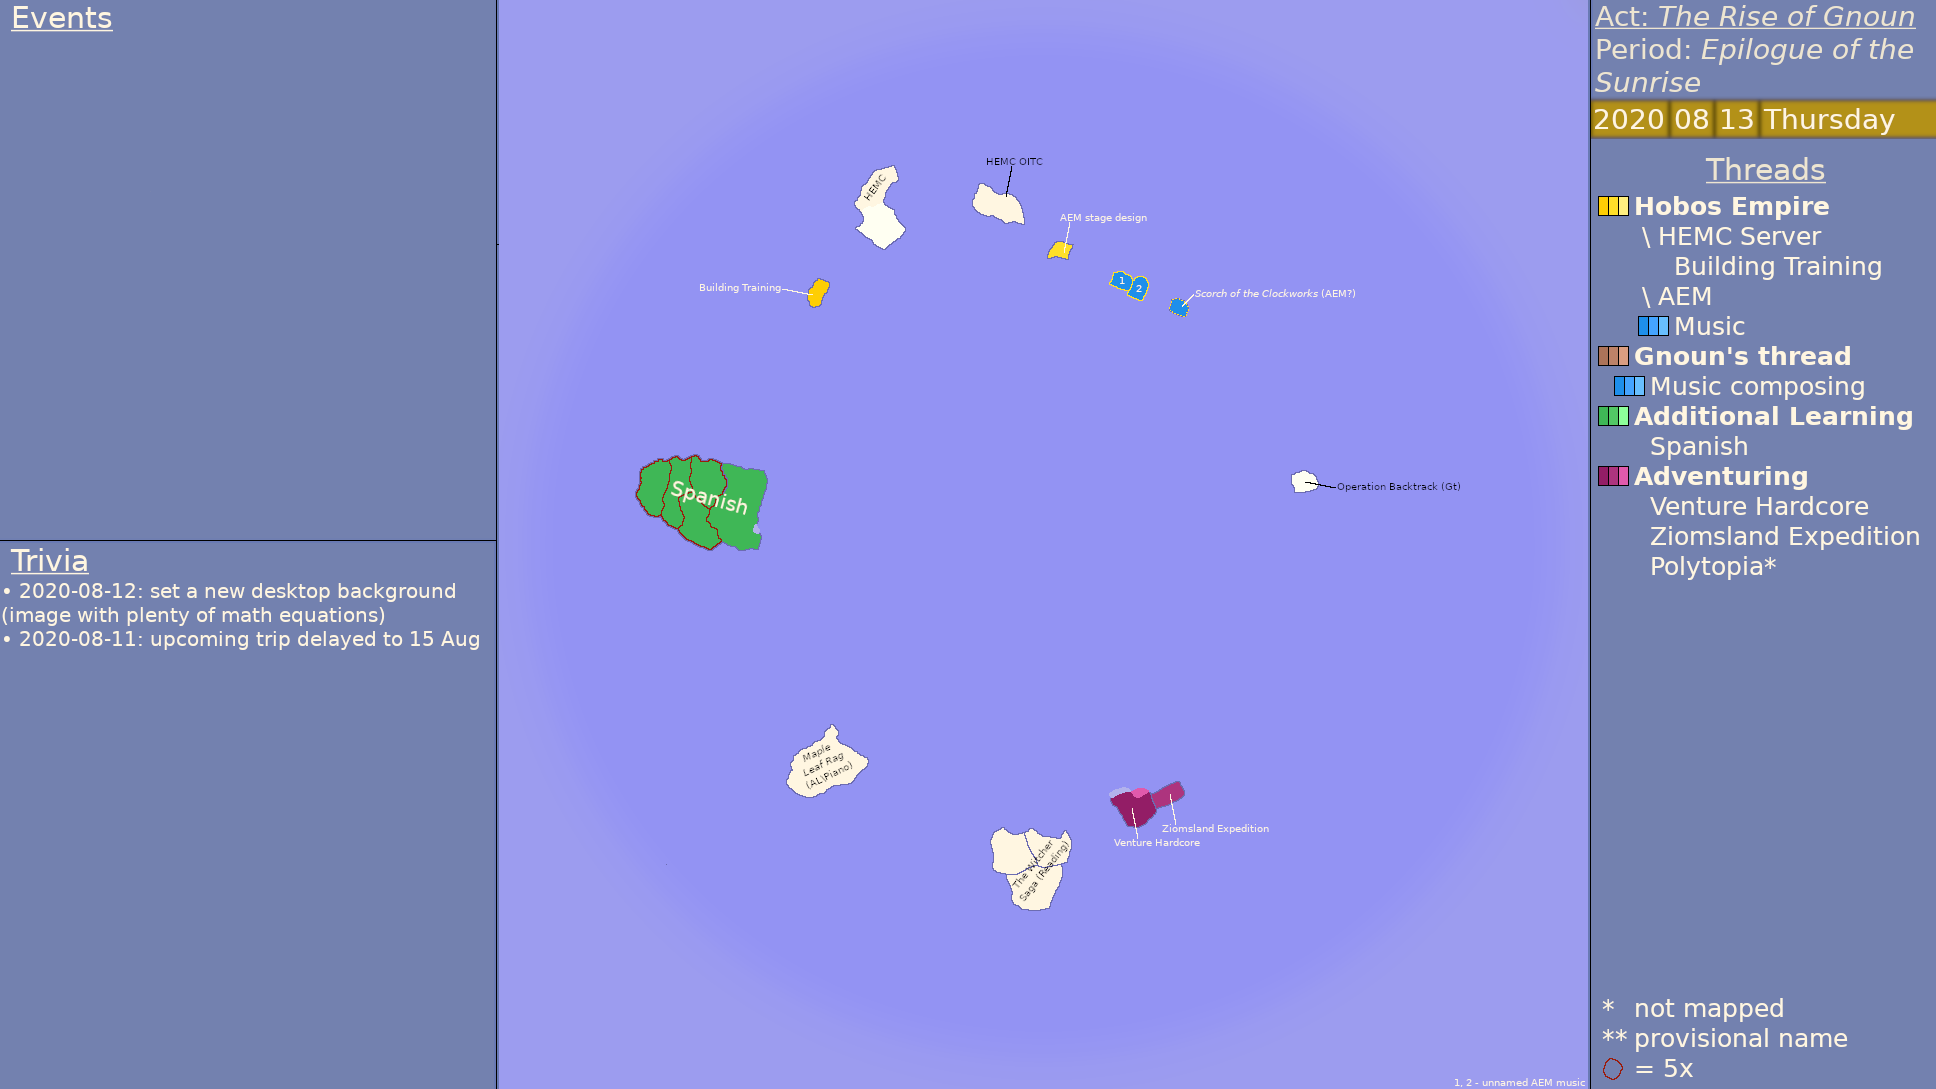 Events
Trivia
• 2020-08-12: set a new desktop background
(image with plenty of math equations)
• 2020-08-11: upcoming trip delayed to 15 Aug
HEMC
HEMC OITC
AEM stage design
Building Training
1
2
Scorch of the Clockworks (AEM?)
Spanish
Operation Backtrack (Gt)
Maple
Leaf Rag
(AL\Piano)
The Witcher
Saga (Reading)
Ziomsland Expedition
Venture Hardcore
1, 2 - unnamed AEM music
Act: The Rise of Gnoun
Period: Epilogue of the
Sunrise
2020 08 13 Thursday
Threads
Hobos Empire
\ HEMC Server
Building Training
\ AEM
Music
Gnoun's thread
Music composing
Additional Learning
Spanish
Adventuring
Venture Hardcore
Ziomsland Expedition
Polytopia*
* not mapped
** provisional name
= 5x